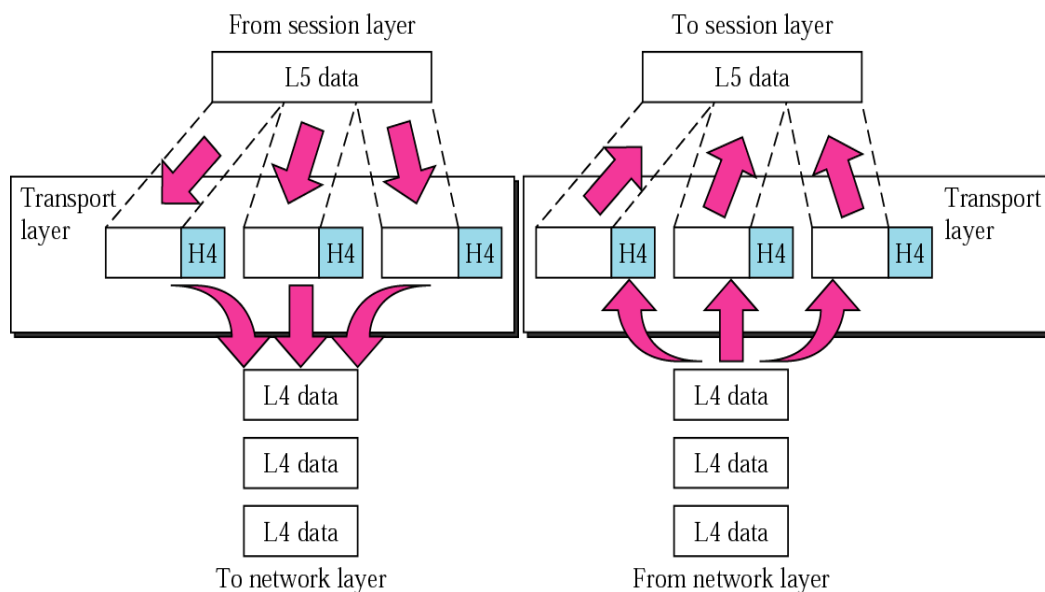 From session layer
L5 data
Transport
layer
H4
H4
H4
L4 data
L4 data
L4 data
To network layer
To session layer
L5 data
Transport
layer
H4
H4
H4
L4 data
L4 data
L4 data
From network layer